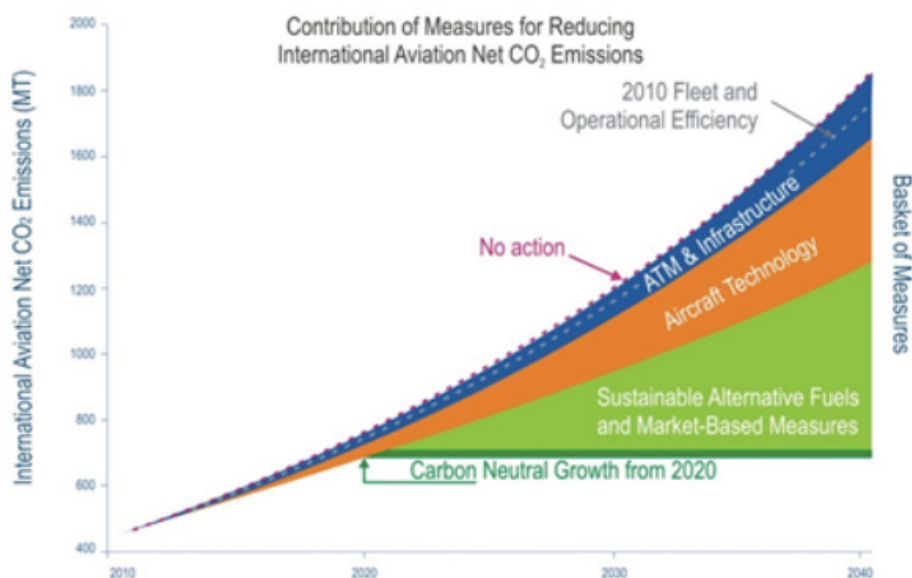 Contribution of Measures for Reducing
International Aviation Net CO₂ Emissions
International Aviation Net CO₂ Emissions (MT)
2000
1800
1600
1400
1200
1000
800
600
400
2010
2020
2030
2040
2010 Fleet and
Operational Efficiency
No action
ATM & Infrastructure
Aircraft Technology
Sustainable Alternative Fuels
and Market-Based Measures
Carbon Neutral Growth from 2020
Basket of Measures